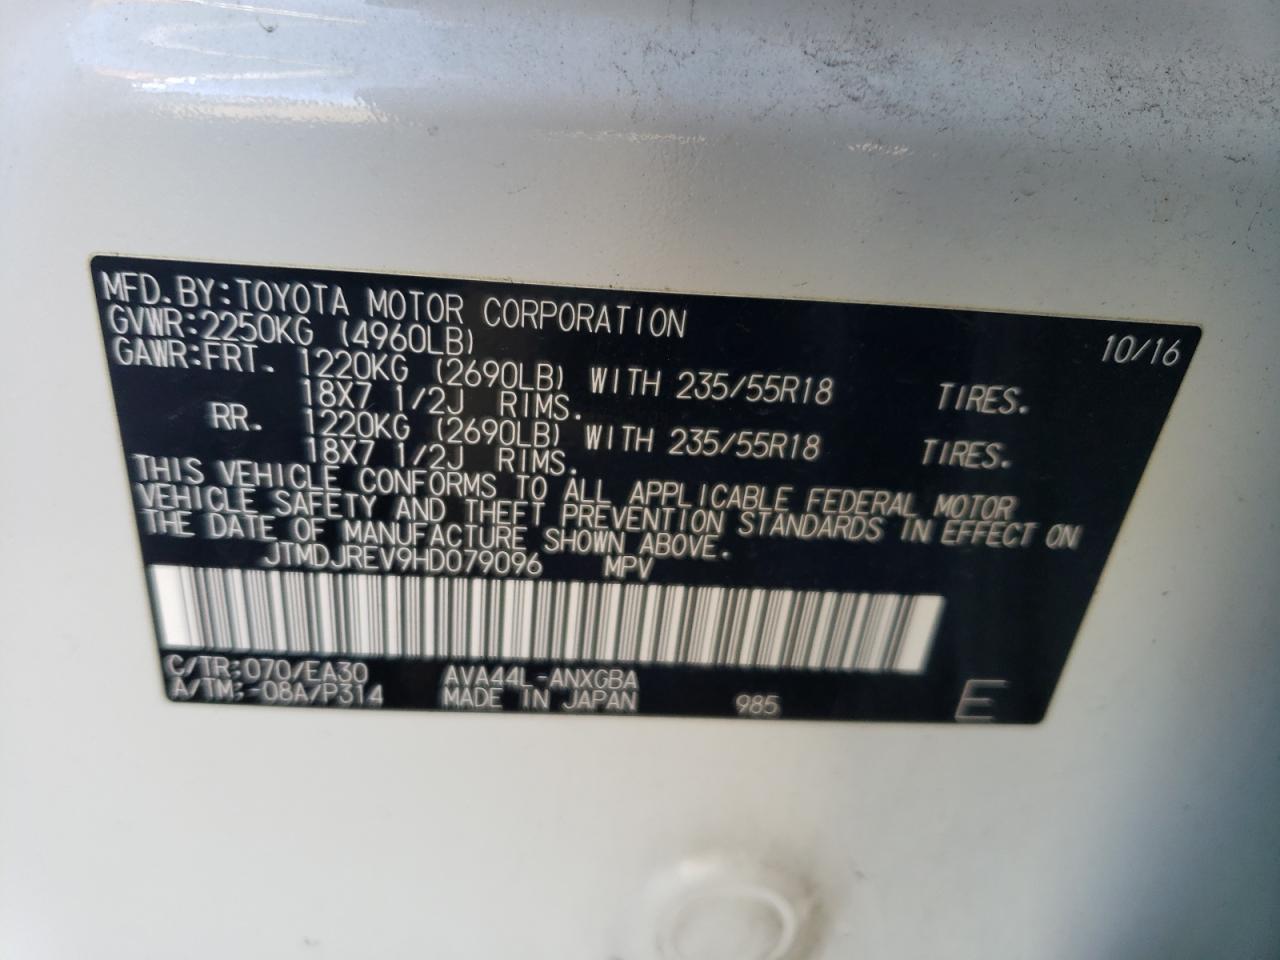 MFD.BY:TOYOTA MOTOR CORPORATION 10/16
GVWR:2250KG (4960LB)
GAWR:FRT. 1220KG (2690LB) WITH 235/55R18 TIRES.
18X7 1/2J RIMS.
RR. 1220KG (2690LB) WITH 235/55R18 TIRES.
18X7 1/2J RIMS.
THIS VEHICLE CONFORMS TO ALL APPLICABLE FEDERAL MOTOR
VEHICLE SAFETY AND THEFT PREVENTION STANDARDS IN EFFECT ON
THE DATE OF MANUFACTURE SHOWN ABOVE.
JTMDJREV9HD079096 MPV
C/TR:070/EA30 AVA44L-ANXGBA
A/TM:-08A/P314 MADE IN JAPAN 985 E